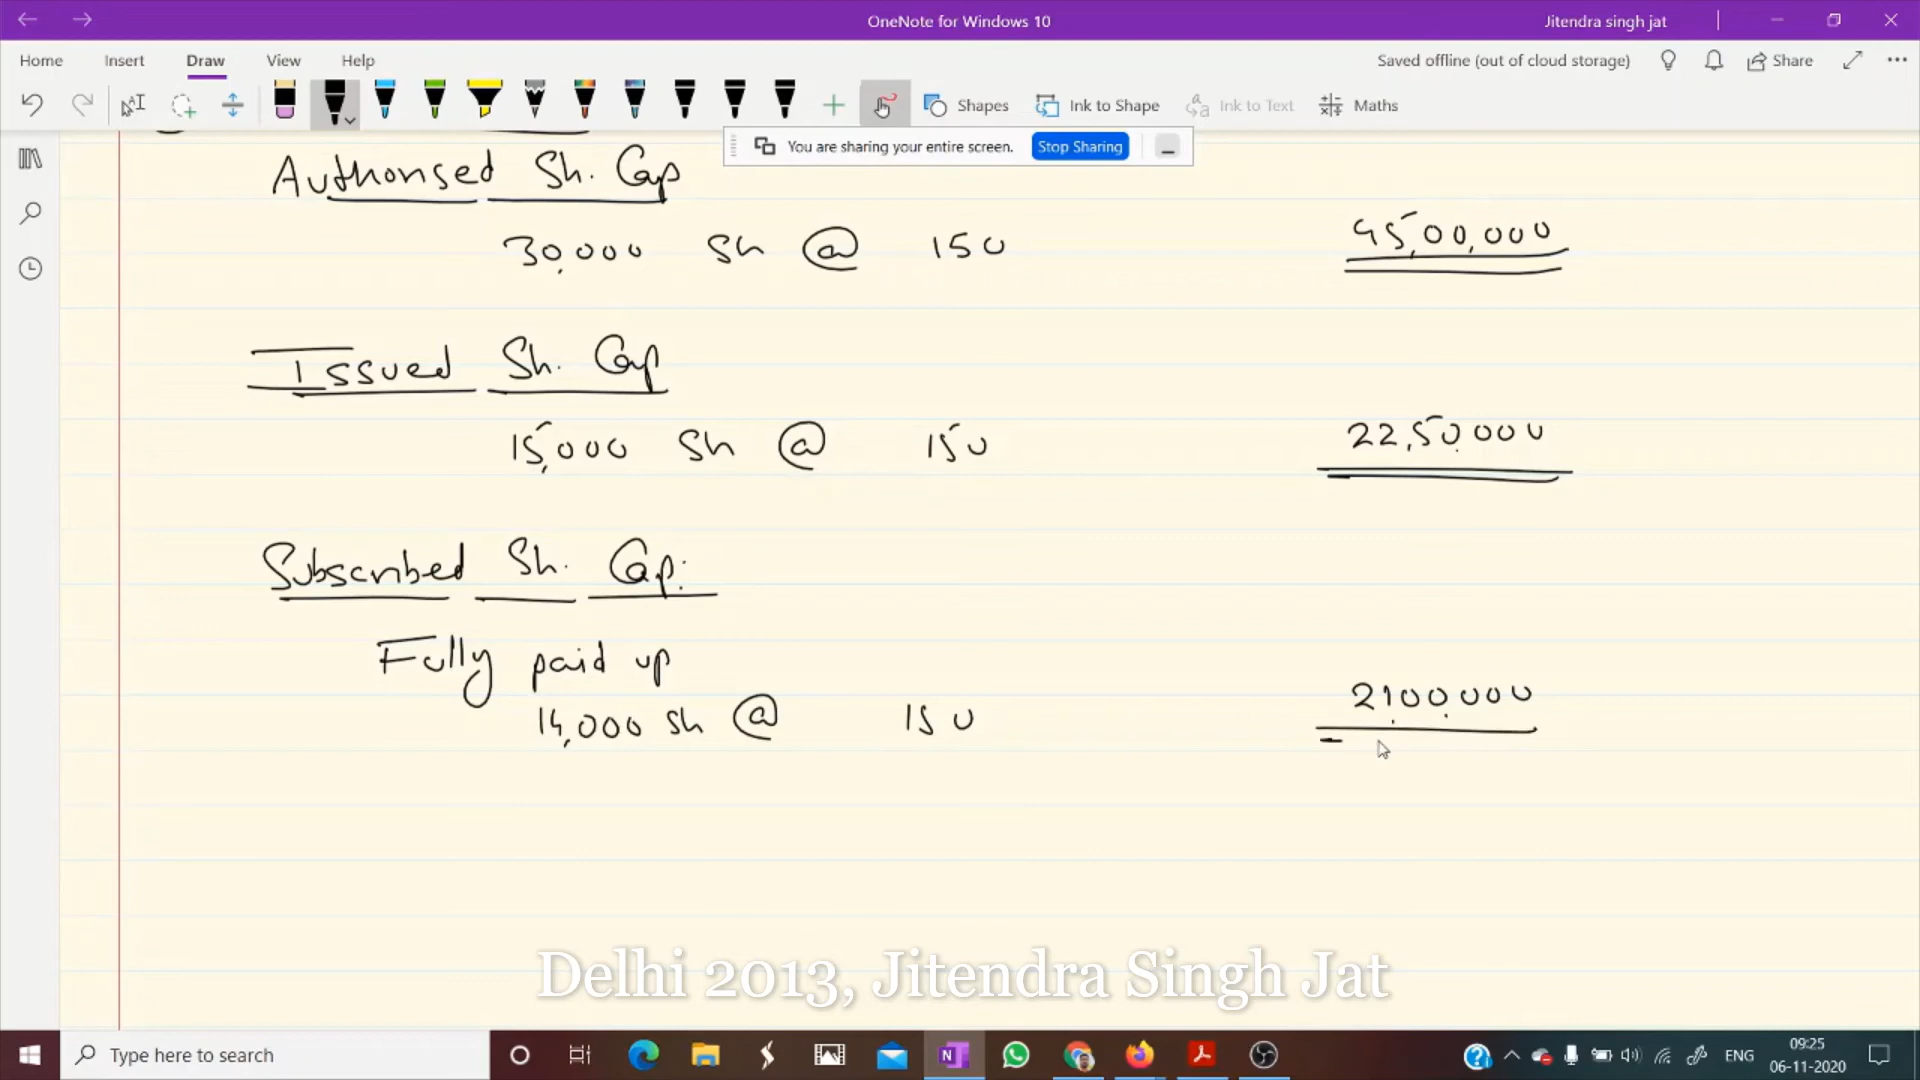 OneNote for Windows 10
Jitendra singh jat
Home Insert Draw View Help
Saved offline (out of cloud storage)
Share
Shapes
Ink to Shape
Ink to Text
Maths
You are sharing your entire screen.
Stop Sharing
Authorised Sh. Cap
30,000 Sh @ 150 45,00,000
Issued Sh. Cap
15,000 Sh @ 150 22,50,000
Subscribed Sh. Cap:
Fully paid up
14,000 Sh @ 150 21,00,000
Delhi 2013, Jitendra Singh Jat
Type here to search
ENG
09:25
06-11-2020